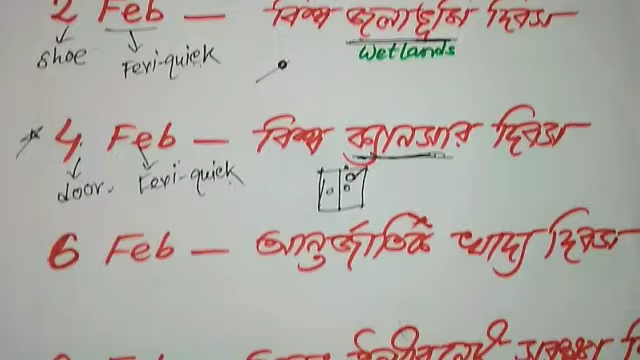 2 Feb — বিশ্ব জলাভূমি দিবস
shoe Fevi-quick Wetlands
4 Feb — বিশ্ব ক্যানসার দিবস
door. Fevi-quick
6 Feb — আন্তর্জাতিক খাদ্য দিবস
Feb